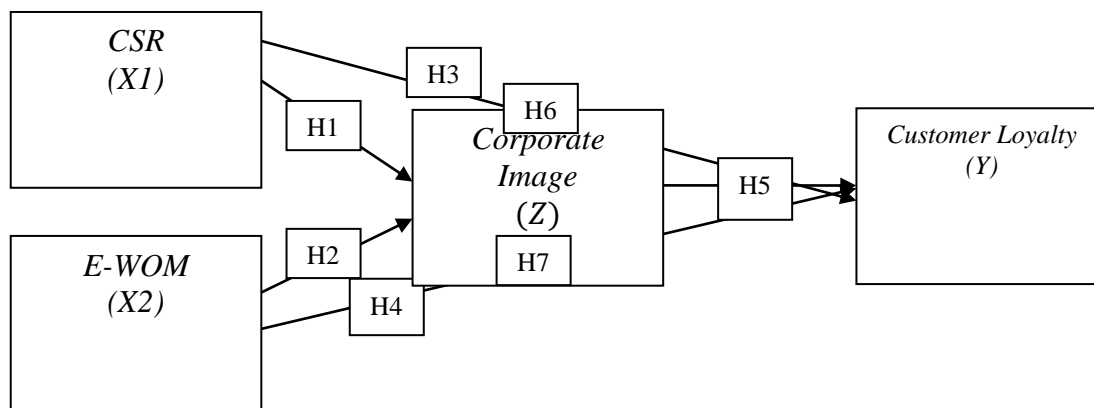 CSR
(X1)
H3
H1
H6
Corporate
Image
(Z)
H7
H5
Customer Loyalty
(Y)
E-WOM
(X2)
H2
H4